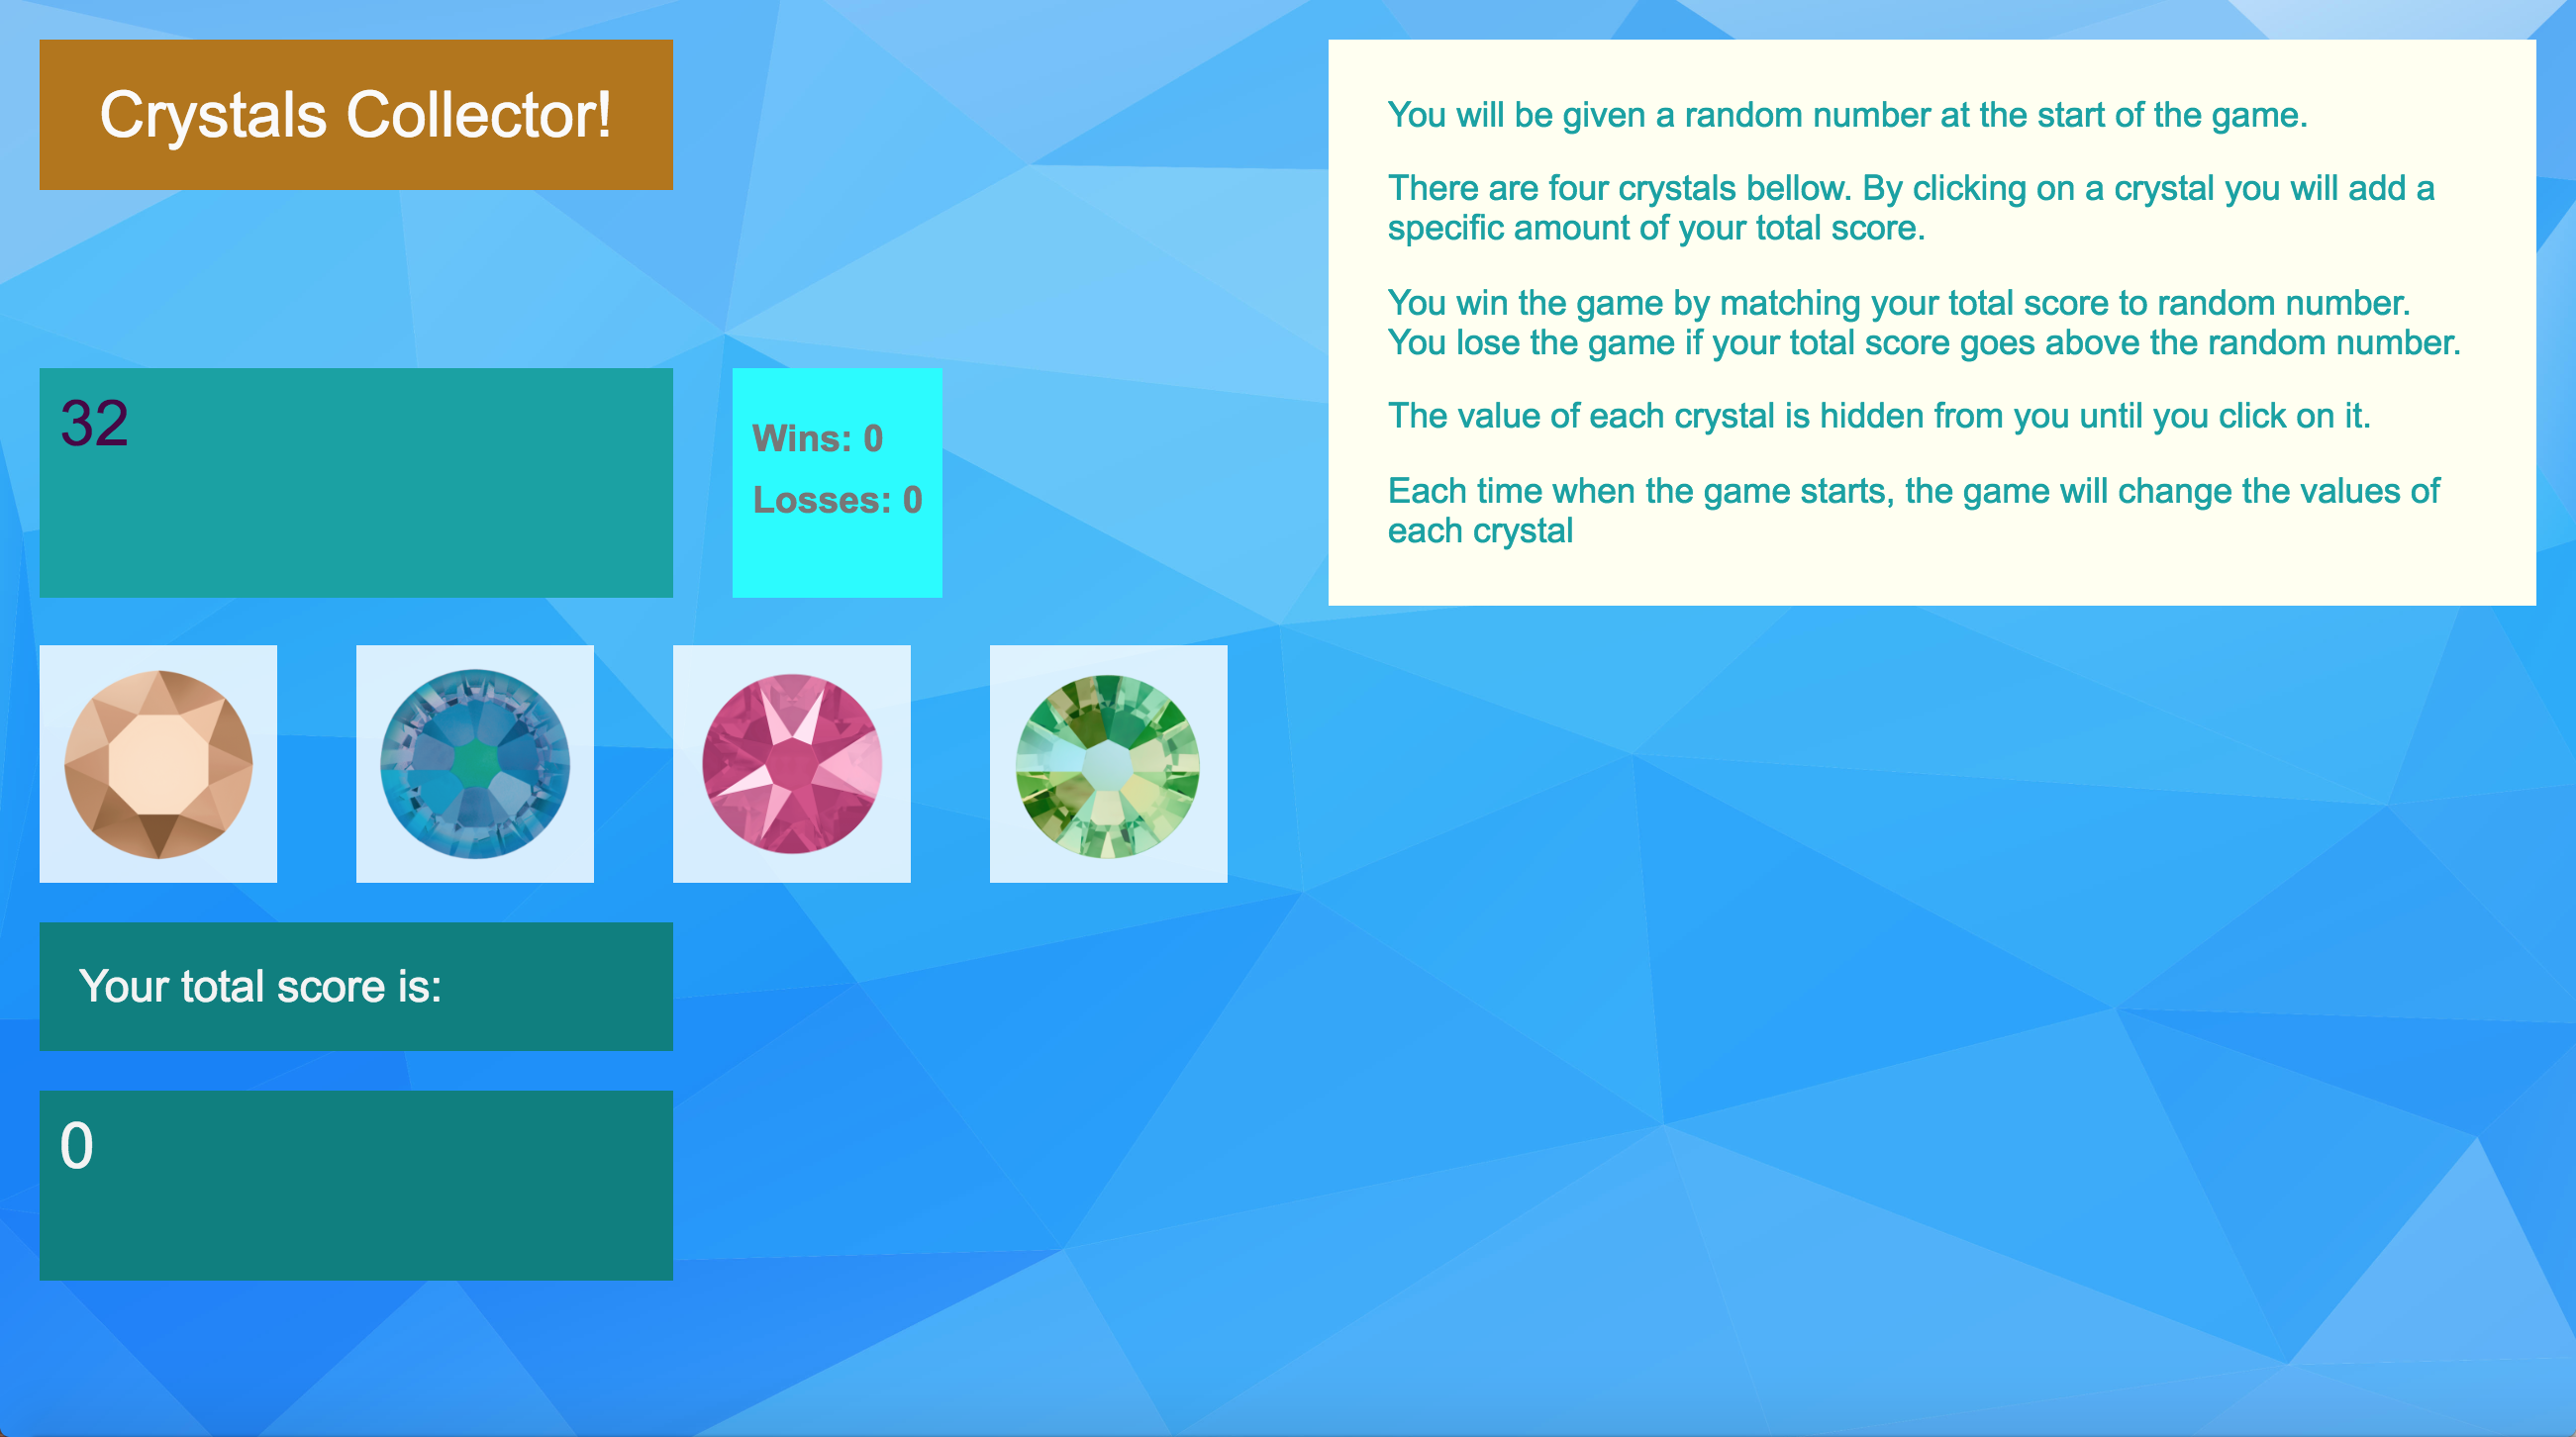 Crystals Collector!
You will be given a random number at the start of the game.
There are four crystals bellow. By clicking on a crystal you will add a
specific amount of your total score.
You win the game by matching your total score to random number.
You lose the game if your total score goes above the random number.
The value of each crystal is hidden from you until you click on it.
Each time when the game starts, the game will change the values of
each crystal
32
Wins: 0
Losses: 0
Your total score is:
0